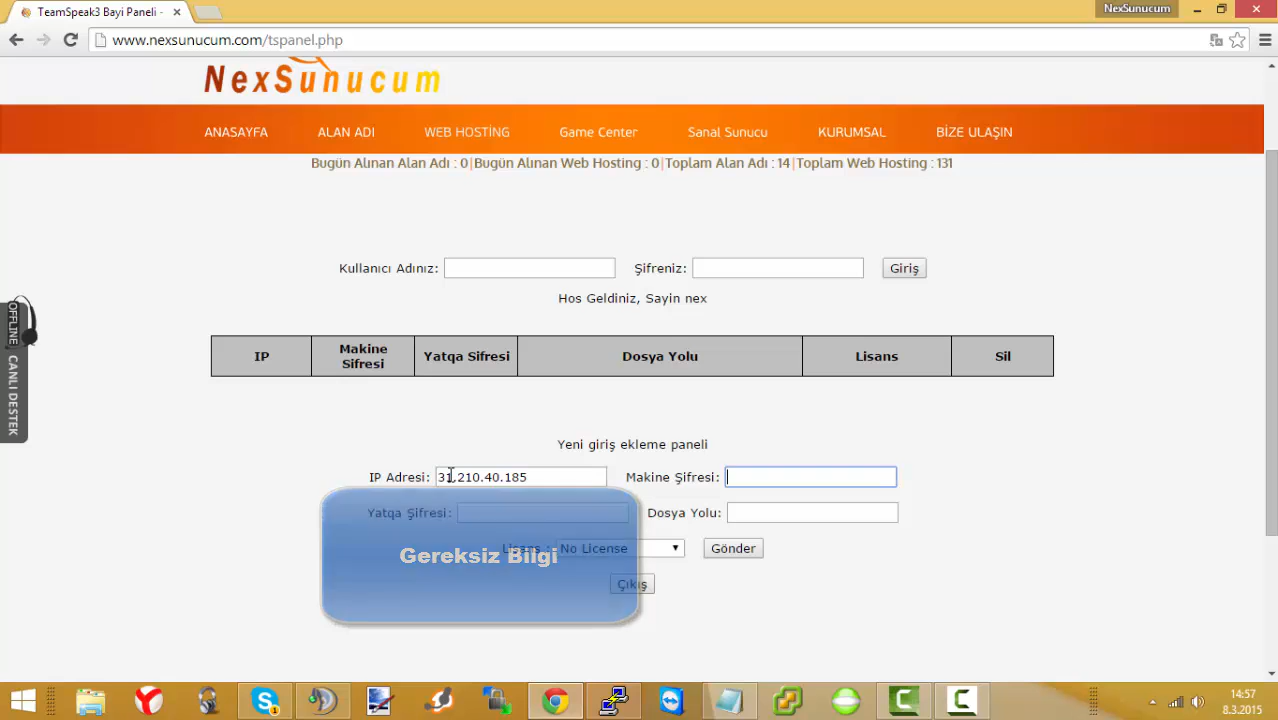 TeamSpeak3 Bayi Paneli -
NexSunucum
www.nexsunucum.com/tspanel.php
NexSunucum
ANASAYFA ALAN ADI WEB HOSTİNG Game Center Sanal Sunucu KURUMSAL BİZE ULAŞIN
Bugün Alınan Alan Adı : 0|Bugün Alınan Web Hosting : 0|Toplam Alan Adı : 14|Toplam Web Hosting : 131
Kullanıcı Adınız: Şifreniz: Giriş
Hos Geldiniz, Sayin nex
OFFLINE
CANLI DESTEK
IP Makine Sifresi Yatqa Sifresi Dosya Yolu Lisans Sil
Yeni giriş ekleme paneli
IP Adresi: 31.210.40.185 Makine Şifresi:
Yatqa Şifresi: Dosya Yolu:
Lisans : No License Gönder
Gereksiz Bilgi
Çıkış
14:57
8.3.2015